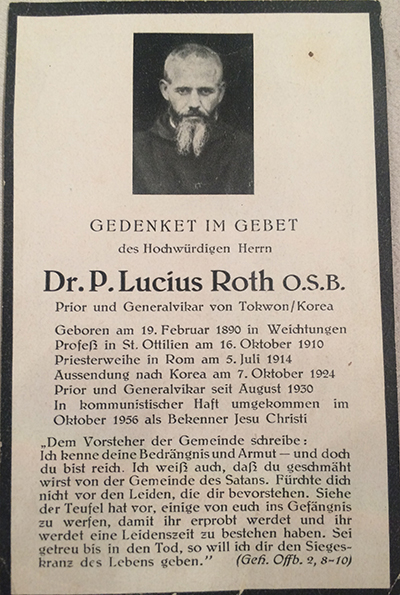 GEDENKET IM GEBET
des Hochwürdigen Herrn
Dr. P. Lucius Roth O.S.B.
Prior und Generalvikar von Tokwon/Korea
Geboren am 19. Februar 1890 in Weichtungen
Profeß in St. Ottilien am 16. Oktober 1910
Priesterweihe in Rom am 5. Juli 1914
Aussendung nach Korea am 7. Oktober 1924
Prior und Generalvikar seit August 1930
In kommunistischer Haft umgekommen im
Oktober 1956 als Bekenner Jesu Christi
„Dem Vorsteher der Gemeinde schreibe:
Ich kenne deine Bedrängnis und Armut — und doch
du bist reich. Ich weiß auch, daß du geschmäht
wirst von der Gemeinde des Satans. Fürchte dich
nicht vor den Leiden, die dir bevorstehen. Siehe
der Teufel hat vor, einige von euch ins Gefängnis
zu werfen, damit ihr erprobt werdet und ihr
werdet eine Leidenszeit zu bestehen haben. Sei
getreu bis in den Tod, so will ich dir den Sieges-
kranz des Lebens geben.“ (Geh. Offb. 2, 8-10)